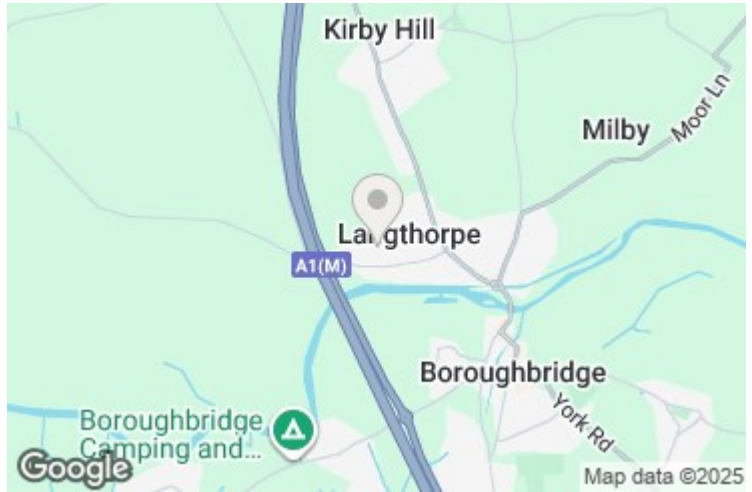 Kirby Hill
Milby
Moor Ln
Langthorpe
A1(M)
Boroughbridge
York Rd
Boroughbridge
Camping and...
Google
Map data ©2025